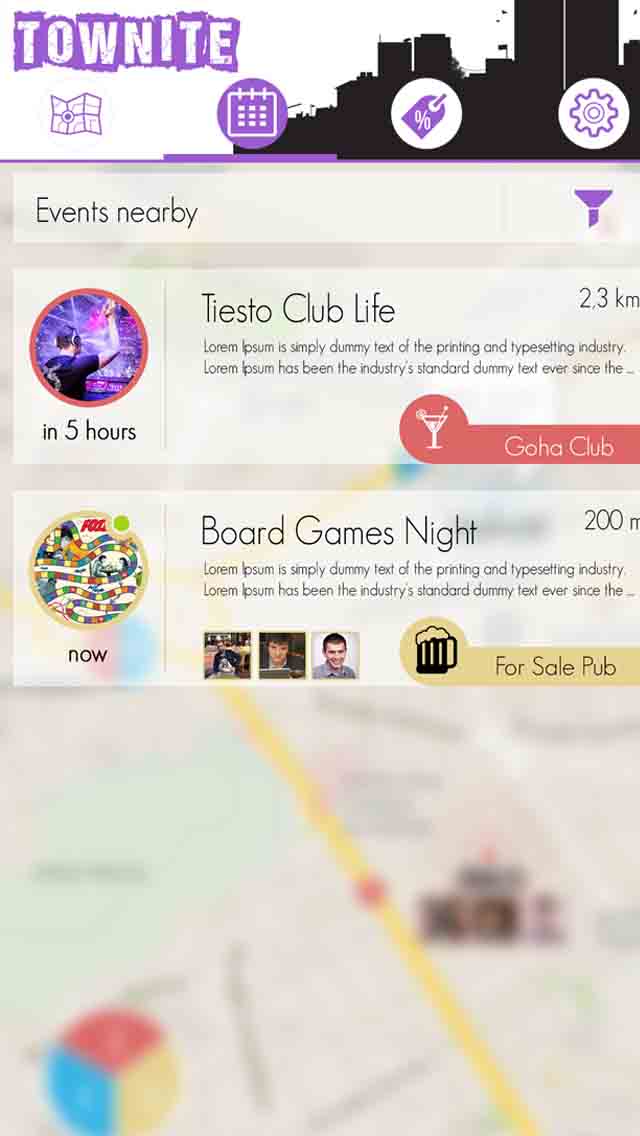 TOWNITE
%
Events nearby
Tiesto Club Life
2,3 km
Lorem Ipsum is simply dummy text of the printing and typesetting industry.
Lorem Ipsum has been the industry's standard dummy text ever since the ...
in 5 hours
Goha Club
Board Games Night
200 m
Lorem Ipsum is simply dummy text of the printing and typesetting industry.
Lorem Ipsum has been the industry's standard dummy text ever since the ...
now
For Sale Pub